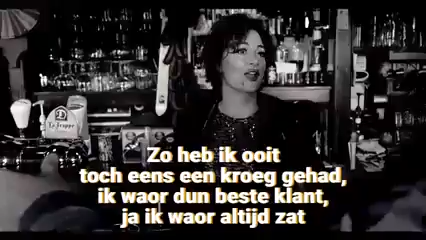 La Trappe
Zo heb ik ooit
toch eens een kroeg gehad,
ik waor dun beste klant,
ja ik waor altijd zat